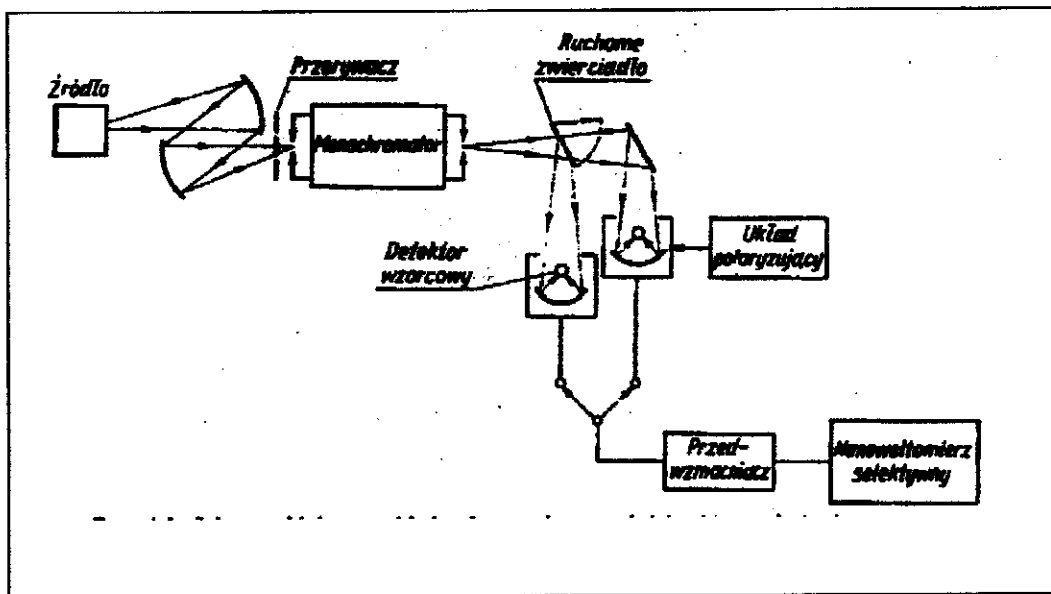 Źródło
Przerywacz
Monochromator
Ruchome
zwierciadło
Detektor
wzorcowy
Układ
polaryzujący
Przed-
wzmacniacz
Nanowoltomierz
selektywny